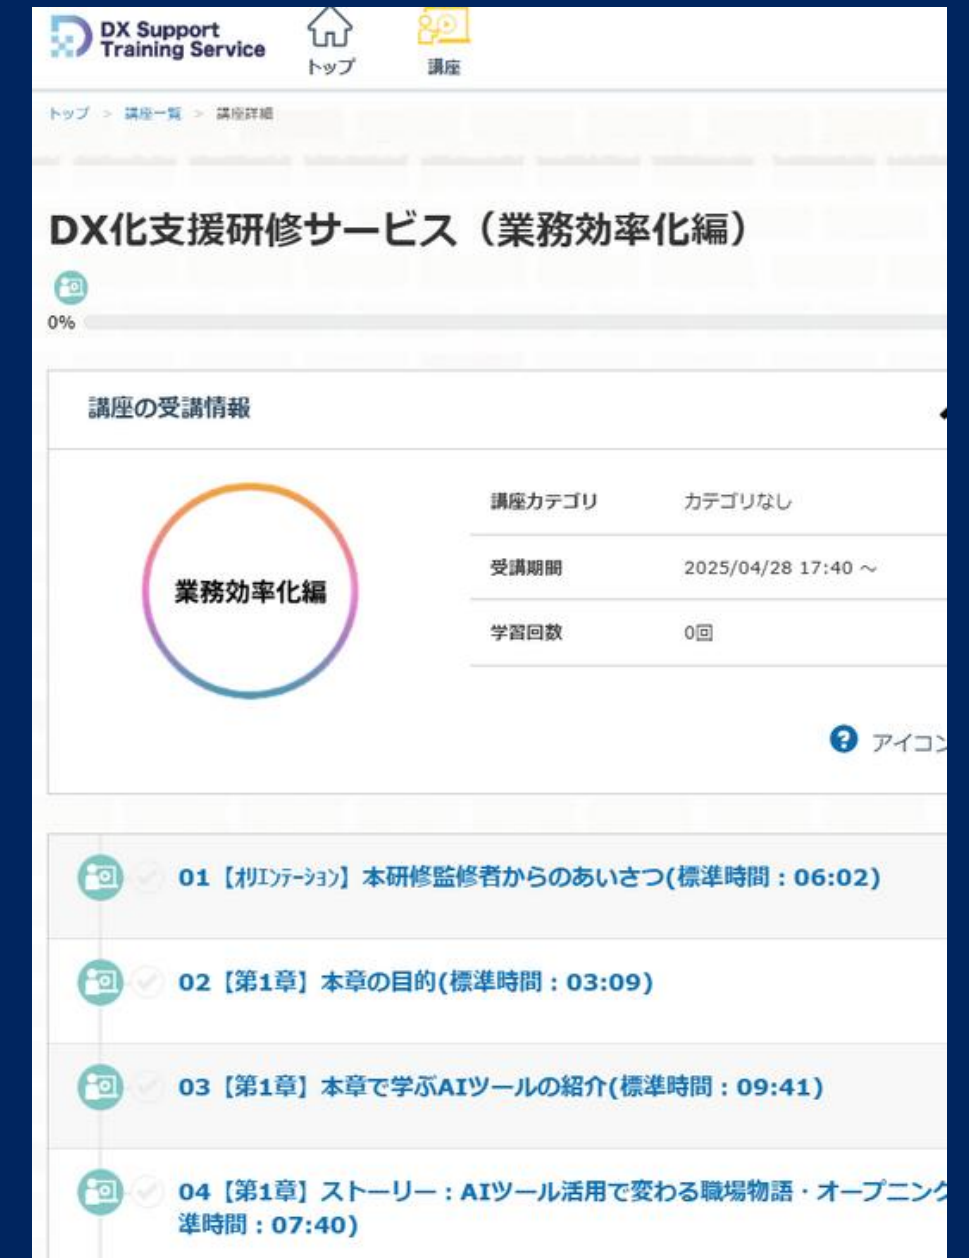 DX Support
Training Service
トップ
講座
トップ > 講座一覧 > 講座詳細
DX化支援研修サービス（業務効率化編）
0%
講座の受講情報
業務効率化編
講座カテゴリ カテゴリなし
受講期間 2025/04/28 17:40 ～
学習回数 0回
アイコン
01【ｵﾘｴﾝﾃｰｼｮﾝ】本研修監修者からのあいさつ(標準時間：06:02)
02【第1章】本章の目的(標準時間：03:09)
03【第1章】本章で学ぶAIツールの紹介(標準時間：09:41)
04【第1章】ストーリー：AIツール活用で変わる職場物語・オープニング
準時間：07:40)